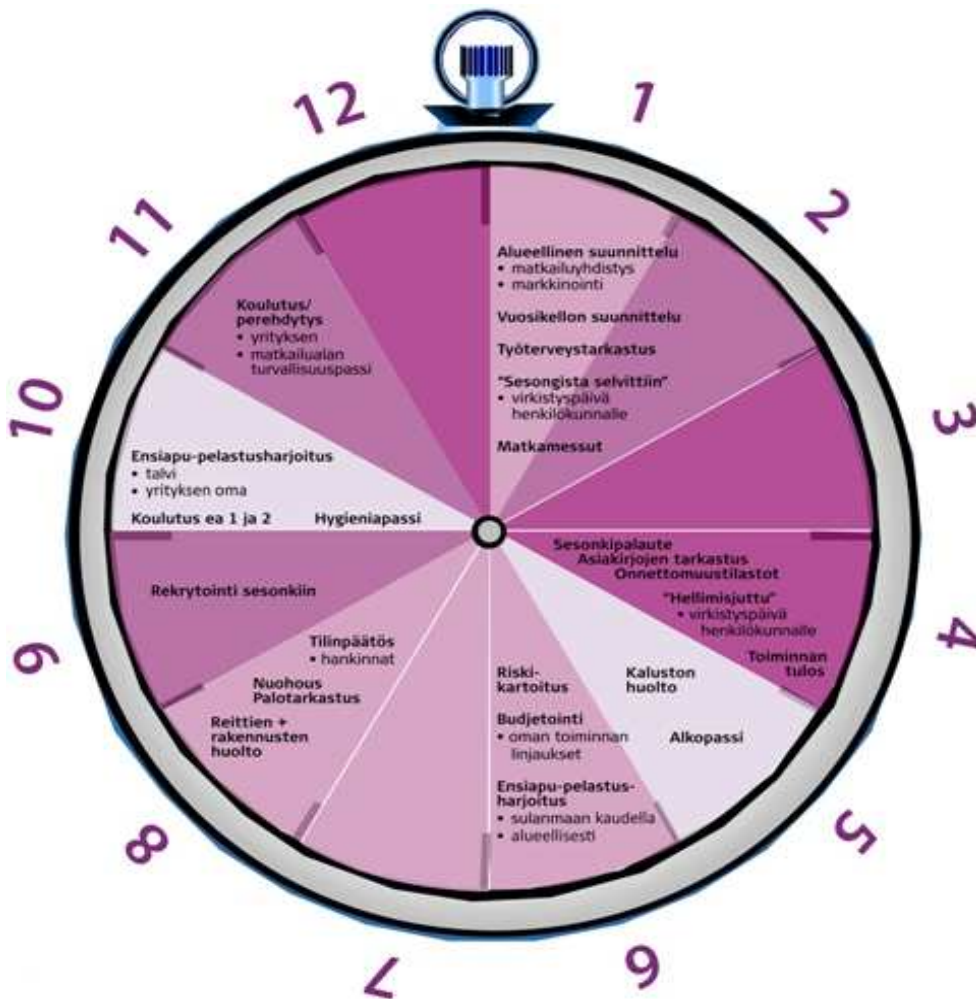 12
1
11
2
10
3
9
4
8
5
7
6
Alueellinen suunnittelu
• matkailuyhdistys
• markkinointi
Vuosikellon suunnittelu
Työterveystarkastus
"Sesongista selvittiin"
• virkistyspäivä
henkilökunnalle
Matkamessut
Sesonkipalaute
Asiakirjojen tarkastus
Onnettomuustilastot
"Hellimisjuttu"
• virkistyspäivä
henkilökunnalle
Toiminnan
tulos
Kaluston
huolto
Alkopassi
Riski-
kartoitus
Budjetointi
• oman toiminnan
linjaukset
Ensiapu-pelastus-
harjoitus
• sulanmaan kaudella
• alueellisesti
Tilinpäätös
• hankinnat
Nuohous
Palotarkastus
Reittien +
rakennusten
huolto
Rekrytointi sesonkiin
Ensiapu-pelastusharjoitus
• talvi
• yrityksen oma
Koulutus ea 1 ja 2
Hygieniapassi
Koulutus/
perehdytys
• yrityksen
• matkailualan
turvallisuuspassi